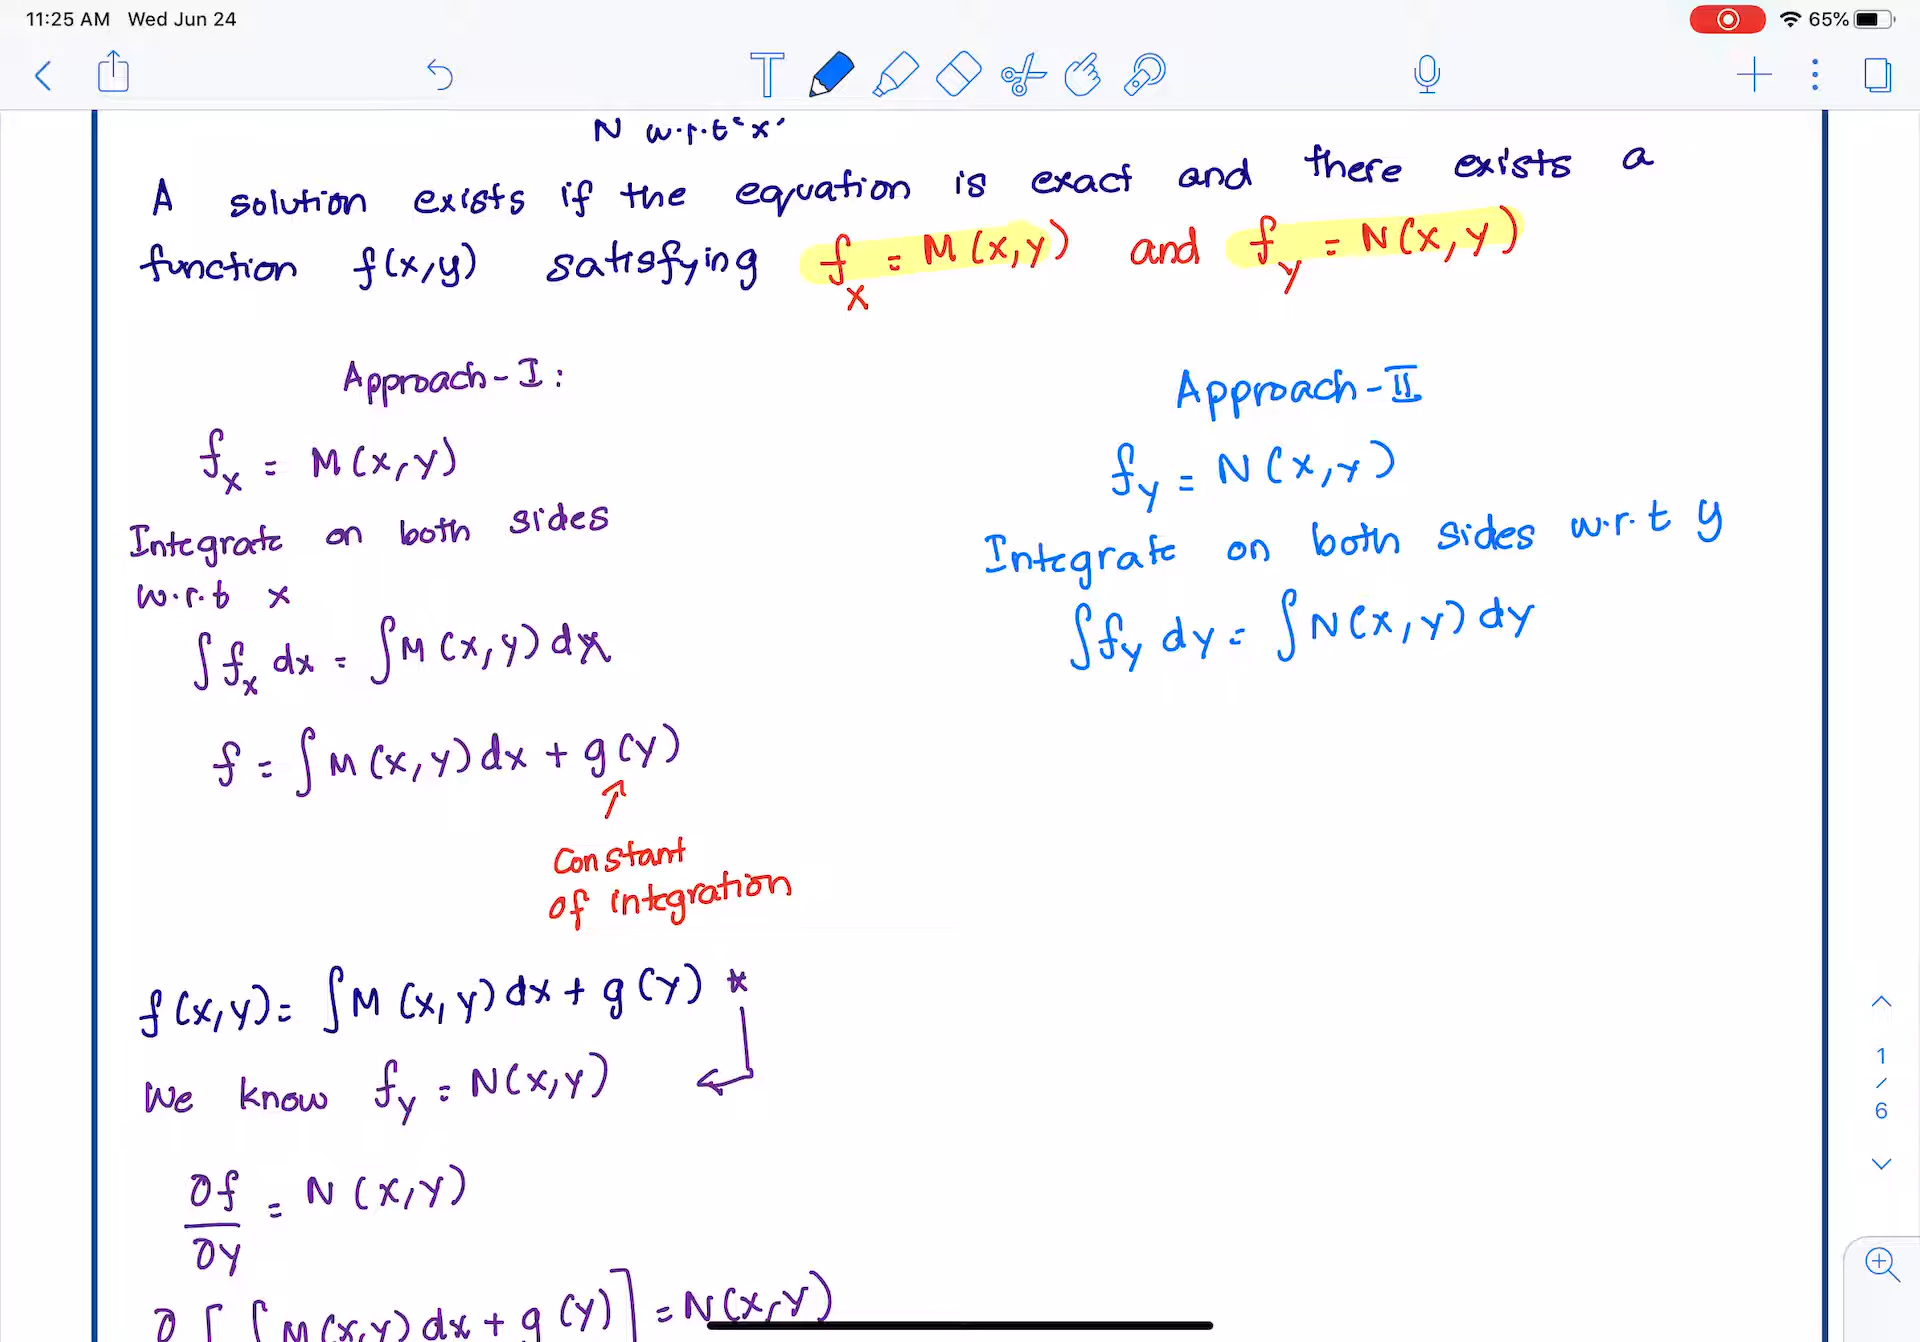 11:25 AM Wed Jun 24
65%
N w.r.t 'x'
A solution exists if the equation is exact and there exists a
function f(x,y) satisfying f_x = M(x,y) and f_y = N(x,y)
Approach-I:
f_x = M(x,y)
Integrate on both sides
w.r.t x
∫f_x dx = ∫M(x,y)dx
f = ∫M(x,y)dx + g(y)
↑
Constant
of integration
f(x,y) = ∫M(x,y)dx + g(y) *
We know f_y = N(x,y)
∂f/∂y = N(x,y)
∂ [∫M(x,y)dx + g(y)] = N(x,y)
Approach-II
f_y = N(x,y)
Integrate on both sides w.r.t y
∫f_y dy = ∫N(x,y)dy
1
/
6